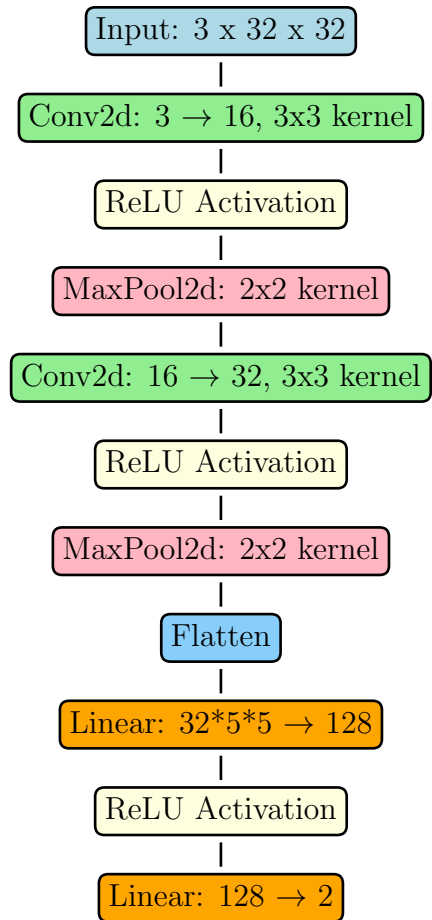 Input: 3 x 32 x 32
Conv2d: 3 → 16, 3x3 kernel
ReLU Activation
MaxPool2d: 2x2 kernel
Conv2d: 16 → 32, 3x3 kernel
ReLU Activation
MaxPool2d: 2x2 kernel
Flatten
Linear: 32*5*5 → 128
ReLU Activation
Linear: 128 → 2